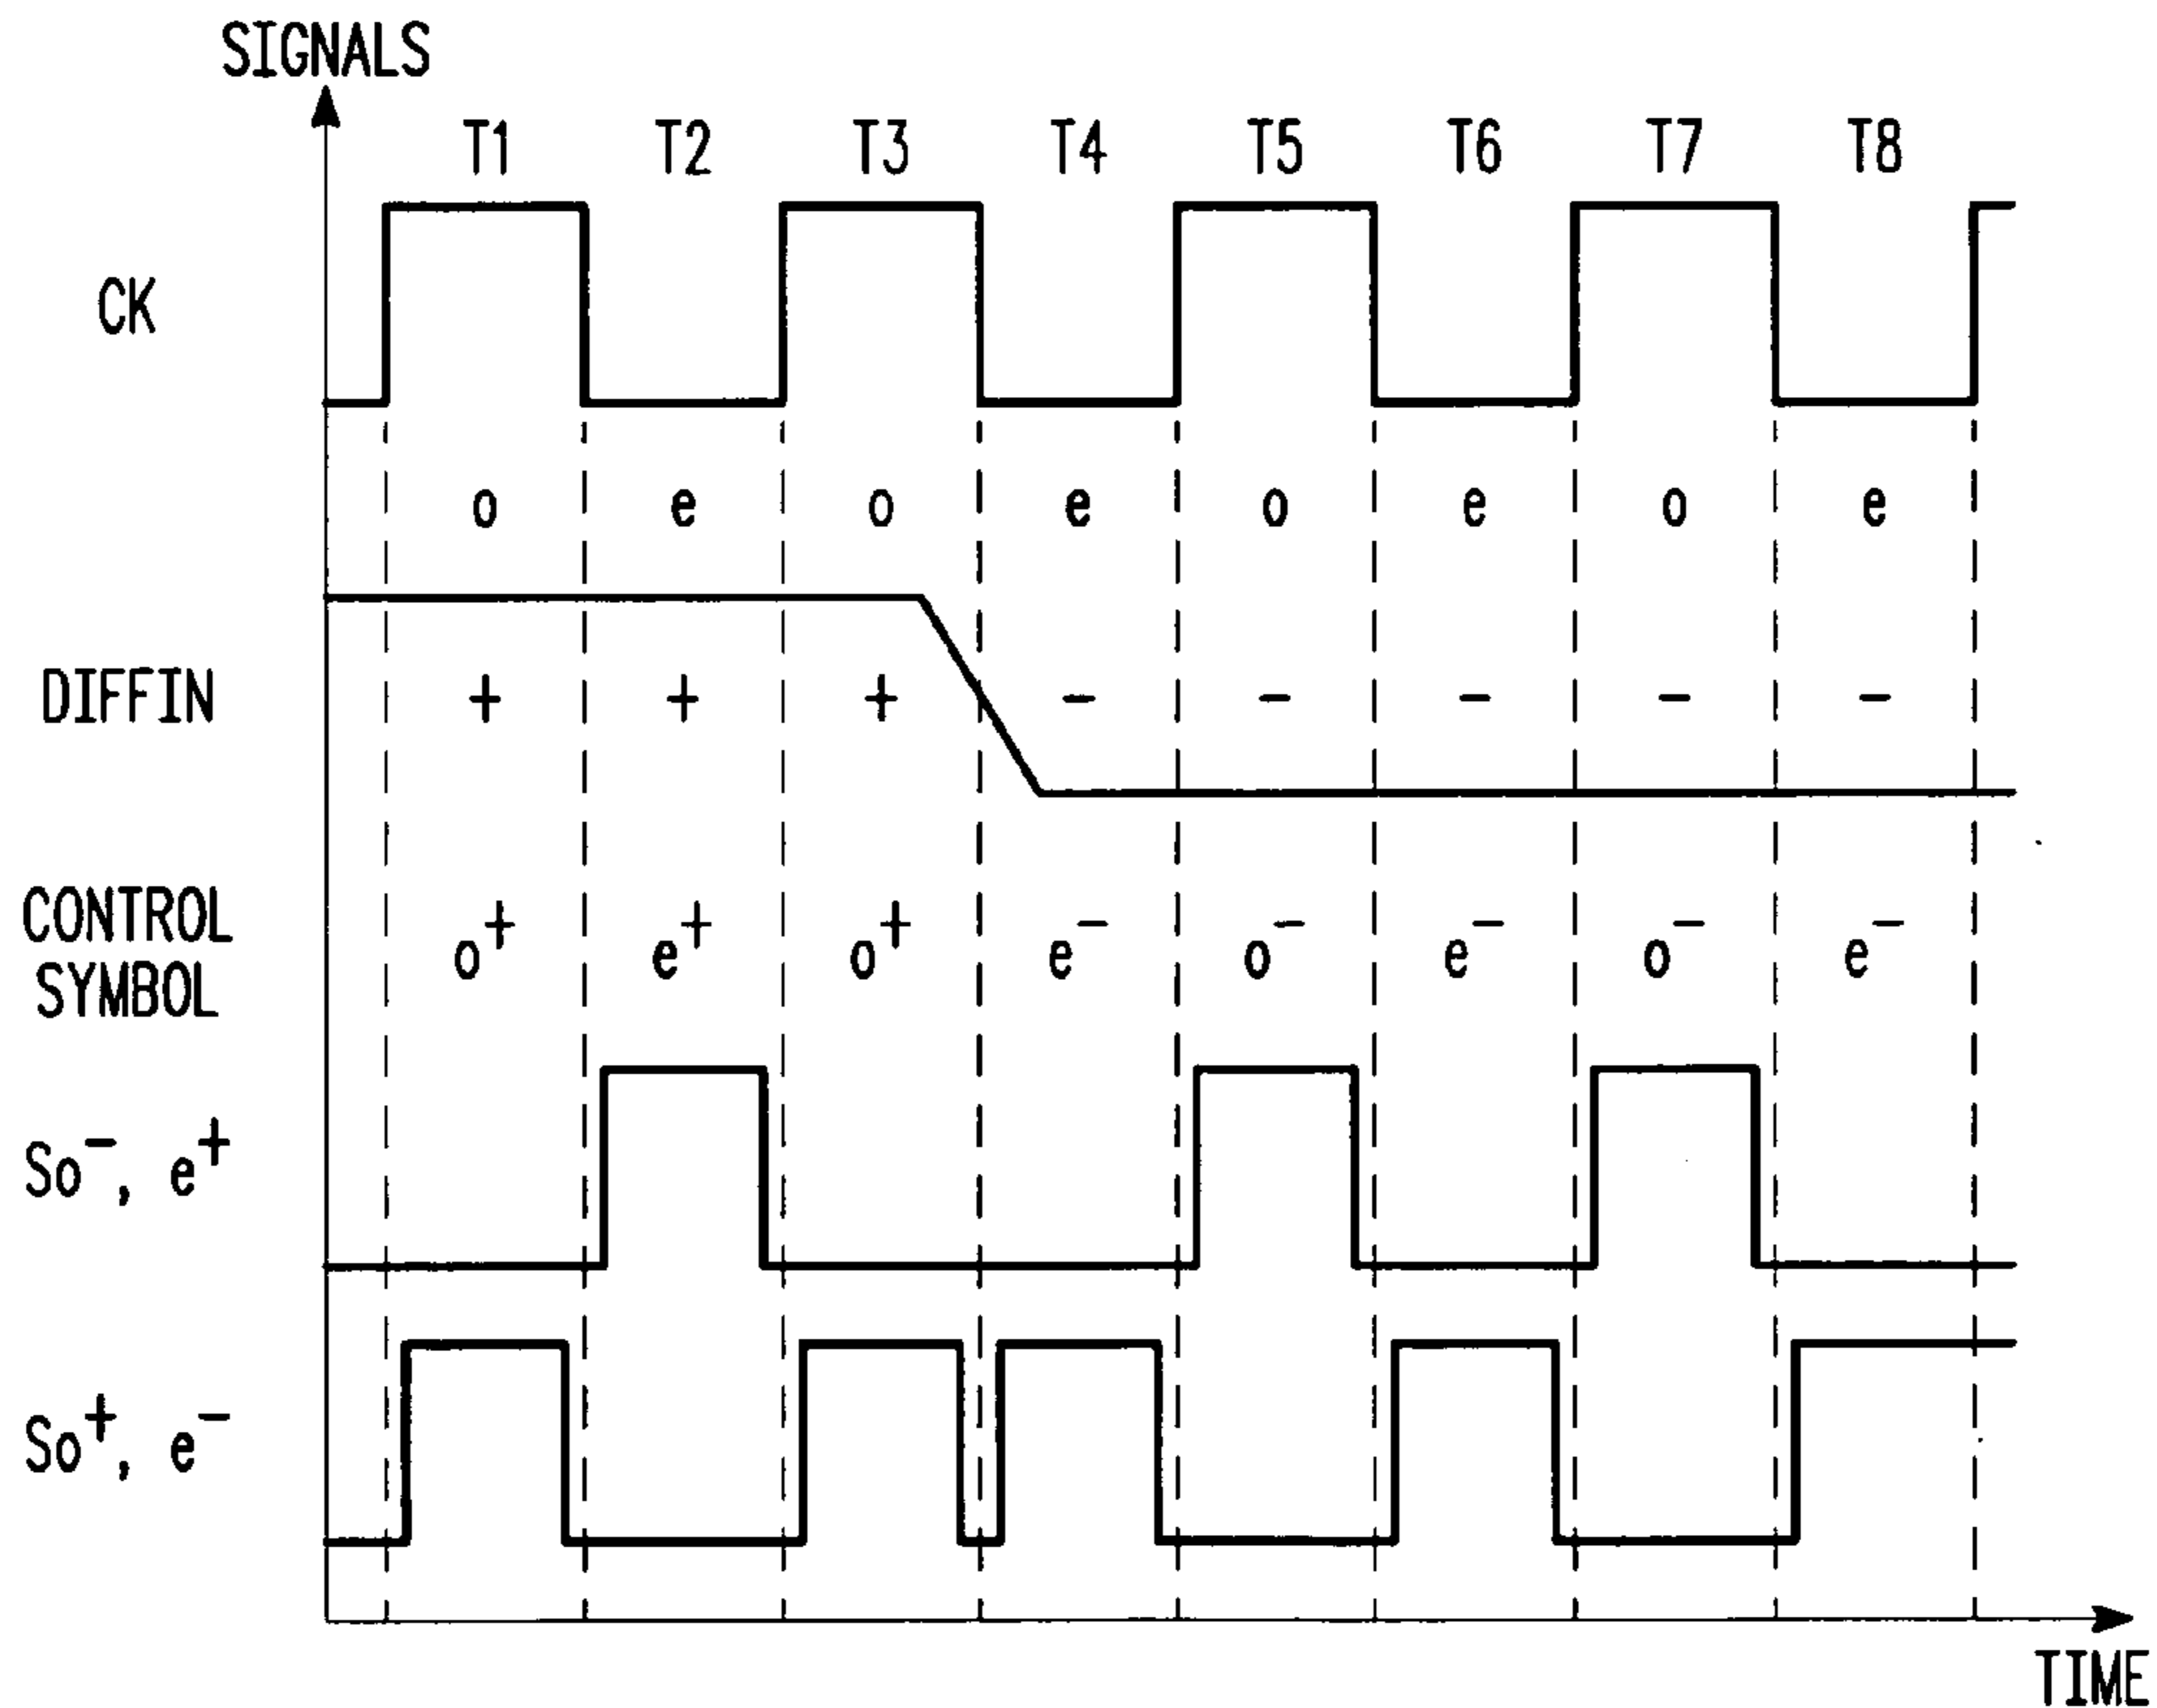 SIGNALS
T1 T2 T3 T4 T5 T6 T7 T8
CK
o e o e o e o e
DIFFIN
+ + + - - - - -
CONTROL
SYMBOL
o+ e+ o+ e- o- e- o- e-
So-, e+
So+, e-
TIME